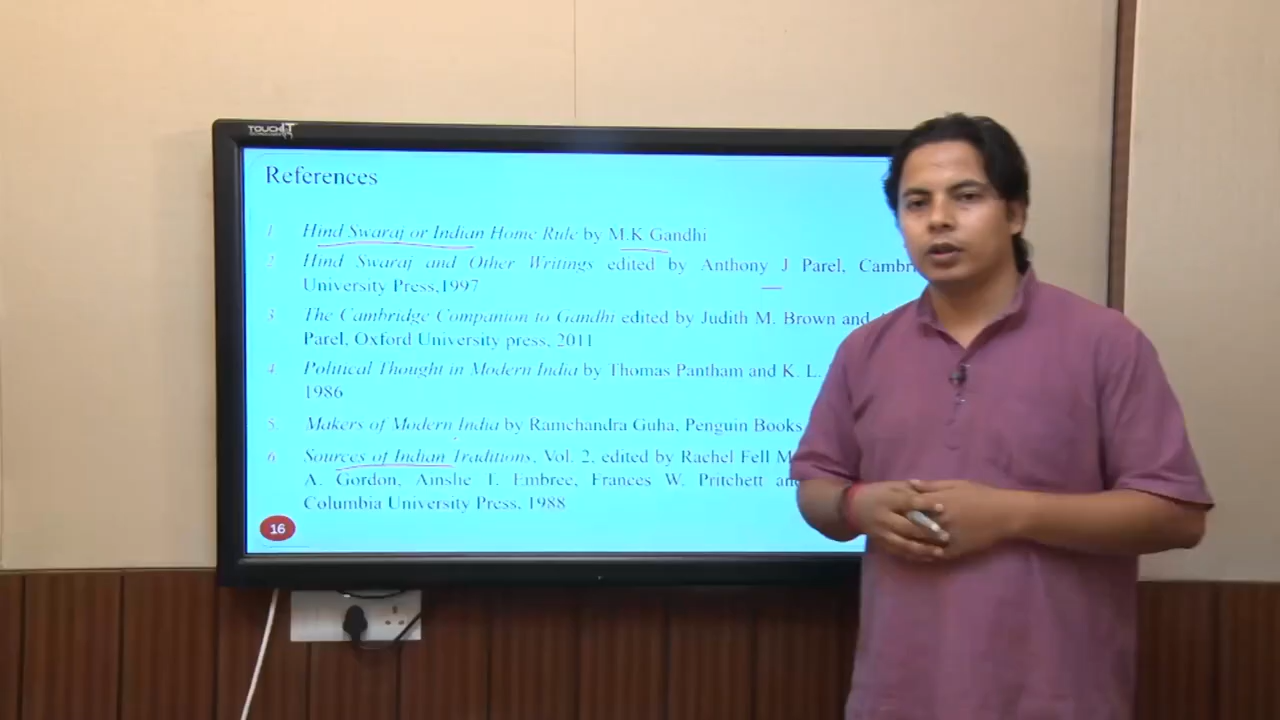 TOUCHIT
References
1. Hind Swaraj or Indian Home Rule by M.K Gandhi
2. Hind Swaraj and Other Writings edited by Anthony J Parel,
University Press,1997
3. The Cambridge Companion to Gandhi edited by Judith M. Brown and
Parel, Oxford University press, 2011
4. Political Thought in Modern India by Thomas Pantham and K. L.
1986
5. Makers of Modern India by Ramchandra Guha, Penguin Books
6. Sources of Indian Traditions, Vol. 2, edited by Rachel Fell
A. Gordon, Ainslie T. Embree, Frances W. Pritchett
Columbia University Press, 1988
16